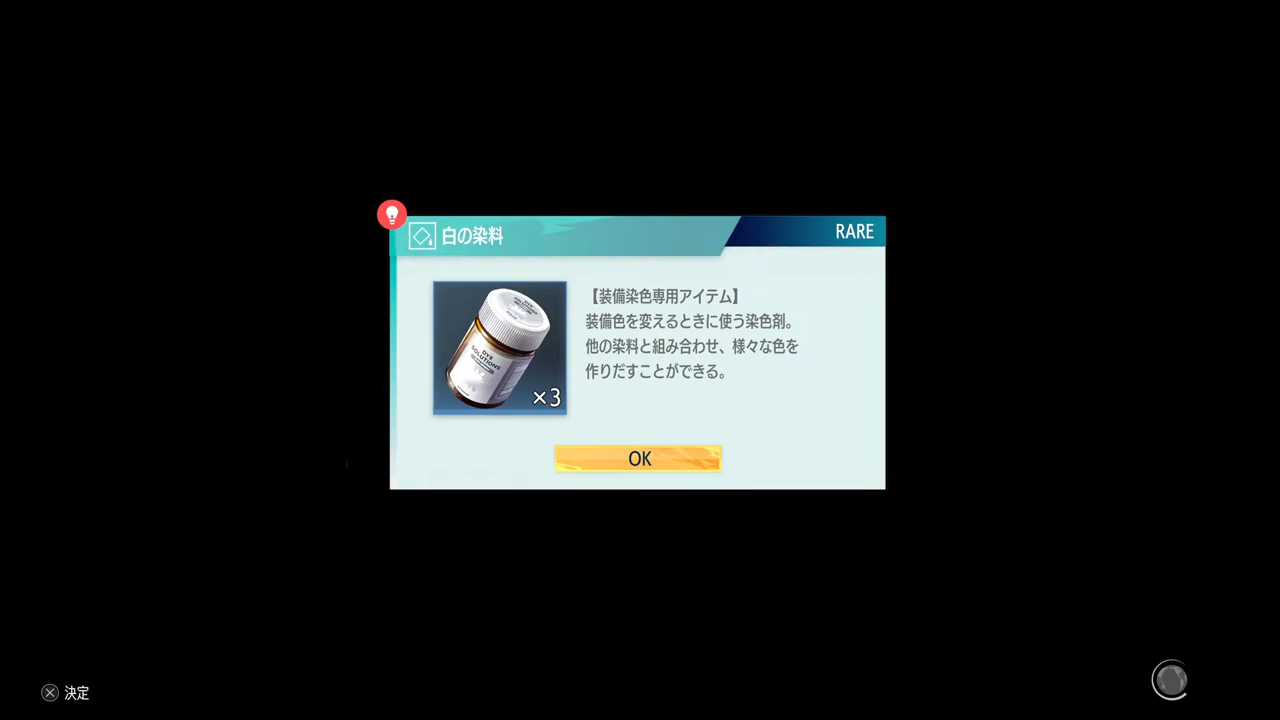 白の染料
RARE
【装備染色専用アイテム】
装備色を変えるときに使う染色剤。
他の染料と組み合わせ、様々な色を
作りだすことができる。
DYE
SOLUTIONS
×3
OK
決定